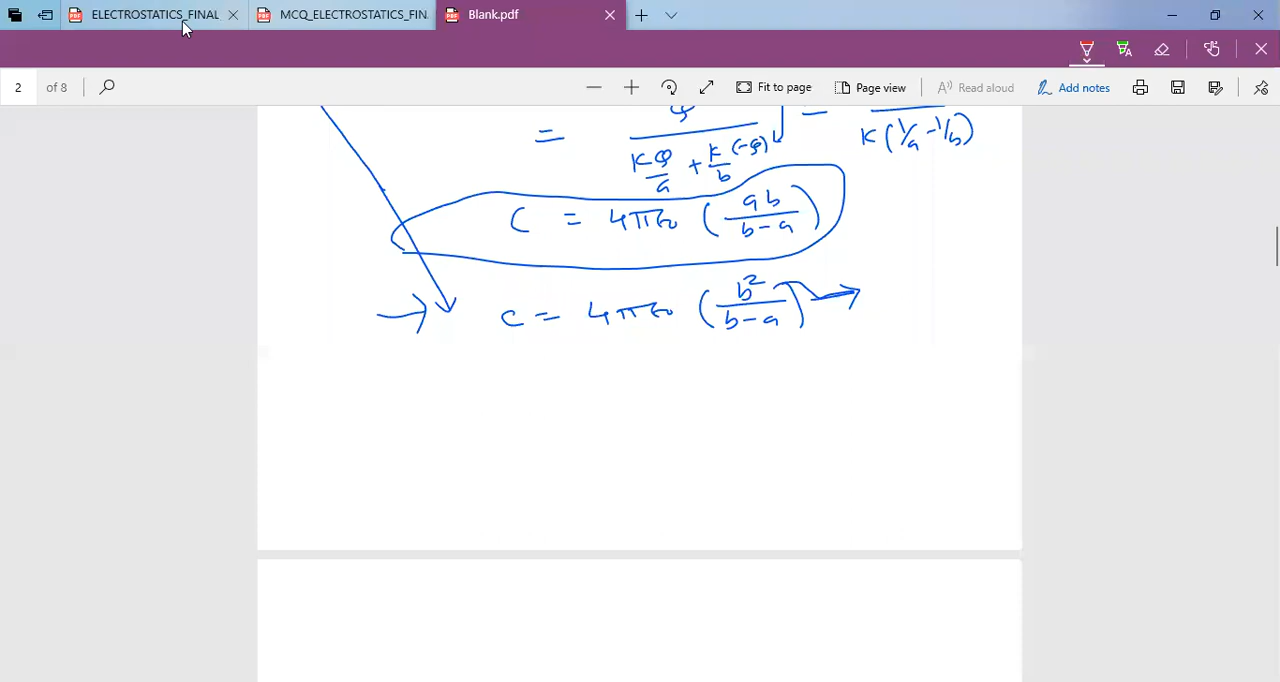 ELECTROSTATICS_FINAL
MCQ_ELECTROSTATICS_FIN
Blank.pdf
2 of 8
Fit to page
Page view
Read aloud
Add notes
= / (KQ/a + K/b (-Q)) = / K(1/a - 1/b)
C = 4πε₀ (ab/(b-a))
C = 4πε₀ (b²/(b-a))